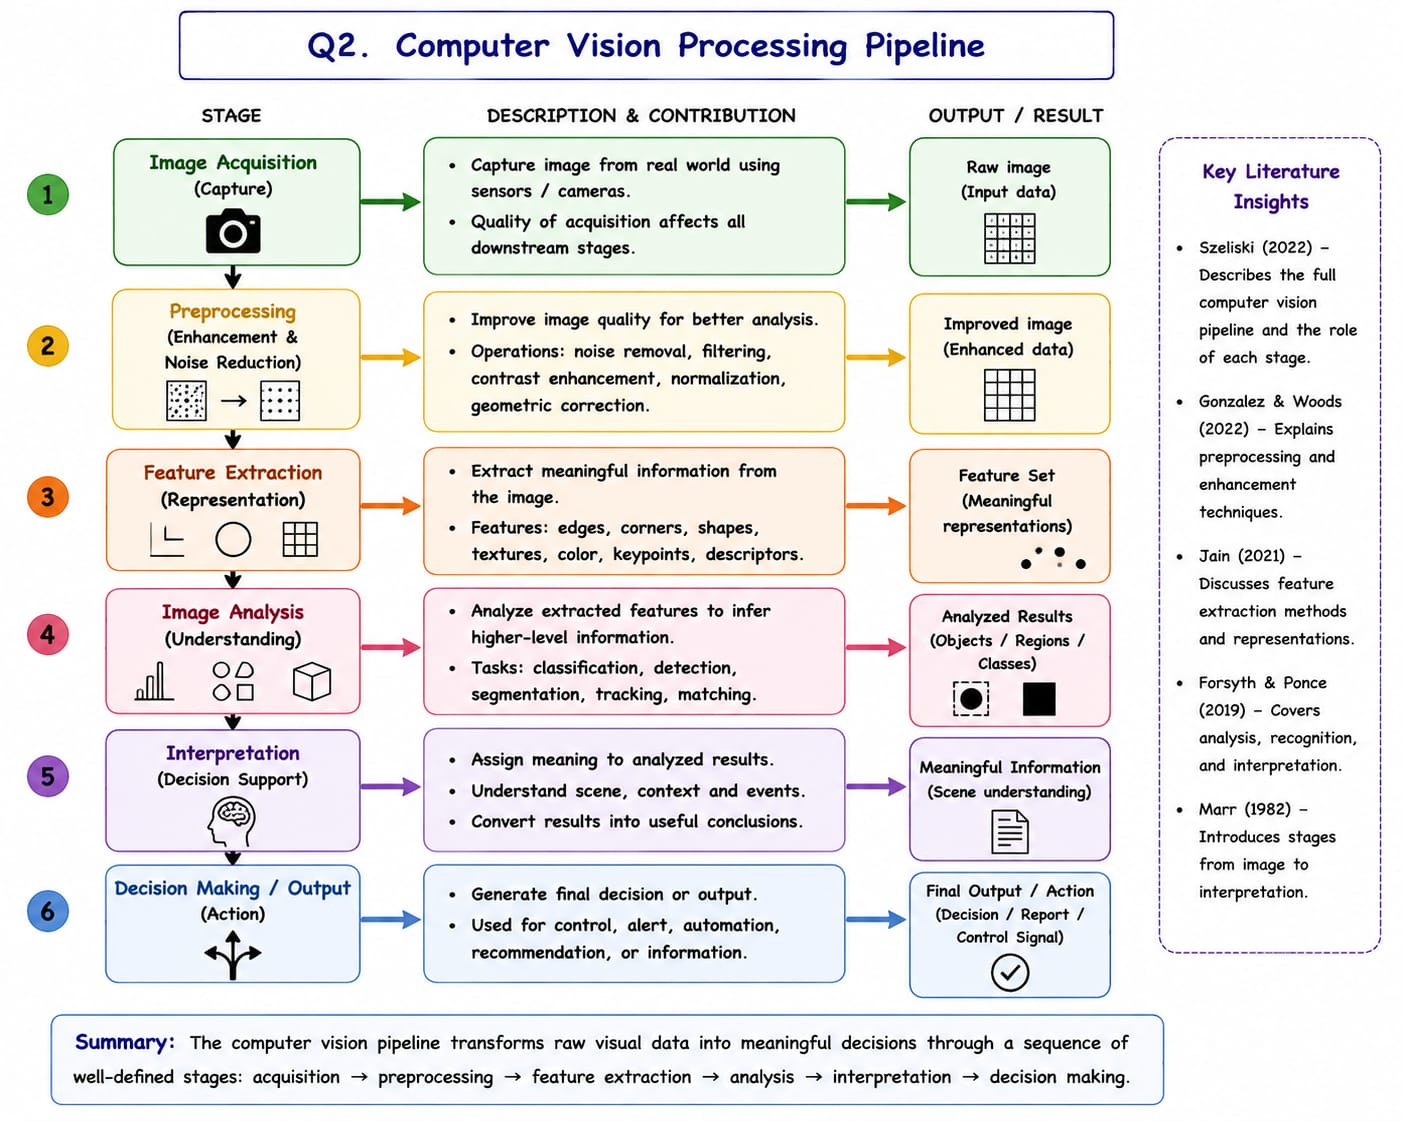 Q2. Computer Vision Processing Pipeline
STAGE
DESCRIPTION & CONTRIBUTION
OUTPUT / RESULT
1
Image Acquisition
(Capture)
• Capture image from real world using
sensors / cameras.
• Quality of acquisition affects all
downstream stages.
Raw image
(Input data)
2
Preprocessing
(Enhancement &
Noise Reduction)
→
• Improve image quality for better analysis.
• Operations: noise removal, filtering,
contrast enhancement, normalization,
geometric correction.
Improved image
(Enhanced data)
3
Feature Extraction
(Representation)
• Extract meaningful information from
the image.
• Features: edges, corners, shapes,
textures, color, keypoints, descriptors.
Feature Set
(Meaningful
representations)
4
Image Analysis
(Understanding)
• Analyze extracted features to infer
higher-level information.
• Tasks: classification, detection,
segmentation, tracking, matching.
Analyzed Results
(Objects / Regions /
Classes)
5
Interpretation
(Decision Support)
• Assign meaning to analyzed results.
• Understand scene, context and events.
• Convert results into useful conclusions.
Meaningful Information
(Scene understanding)
6
Decision Making / Output
(Action)
• Generate final decision or output.
• Used for control, alert, automation,
recommendation, or information.
Final Output / Action
(Decision / Report /
Control Signal)
Key Literature
Insights
• Szeliski (2022) –
Describes the full
computer vision
pipeline and the role
of each stage.
• Gonzalez & Woods
(2022) – Explains
preprocessing and
enhancement
techniques.
• Jain (2021) –
Discusses feature
extraction methods
and representations.
• Forsyth & Ponce
(2019) – Covers
analysis, recognition,
and interpretation.
• Marr (1982) –
Introduces stages
from image to
interpretation.
Summary: The computer vision pipeline transforms raw visual data into meaningful decisions through a sequence of
well-defined stages: acquisition → preprocessing → feature extraction → analysis → interpretation → decision making.